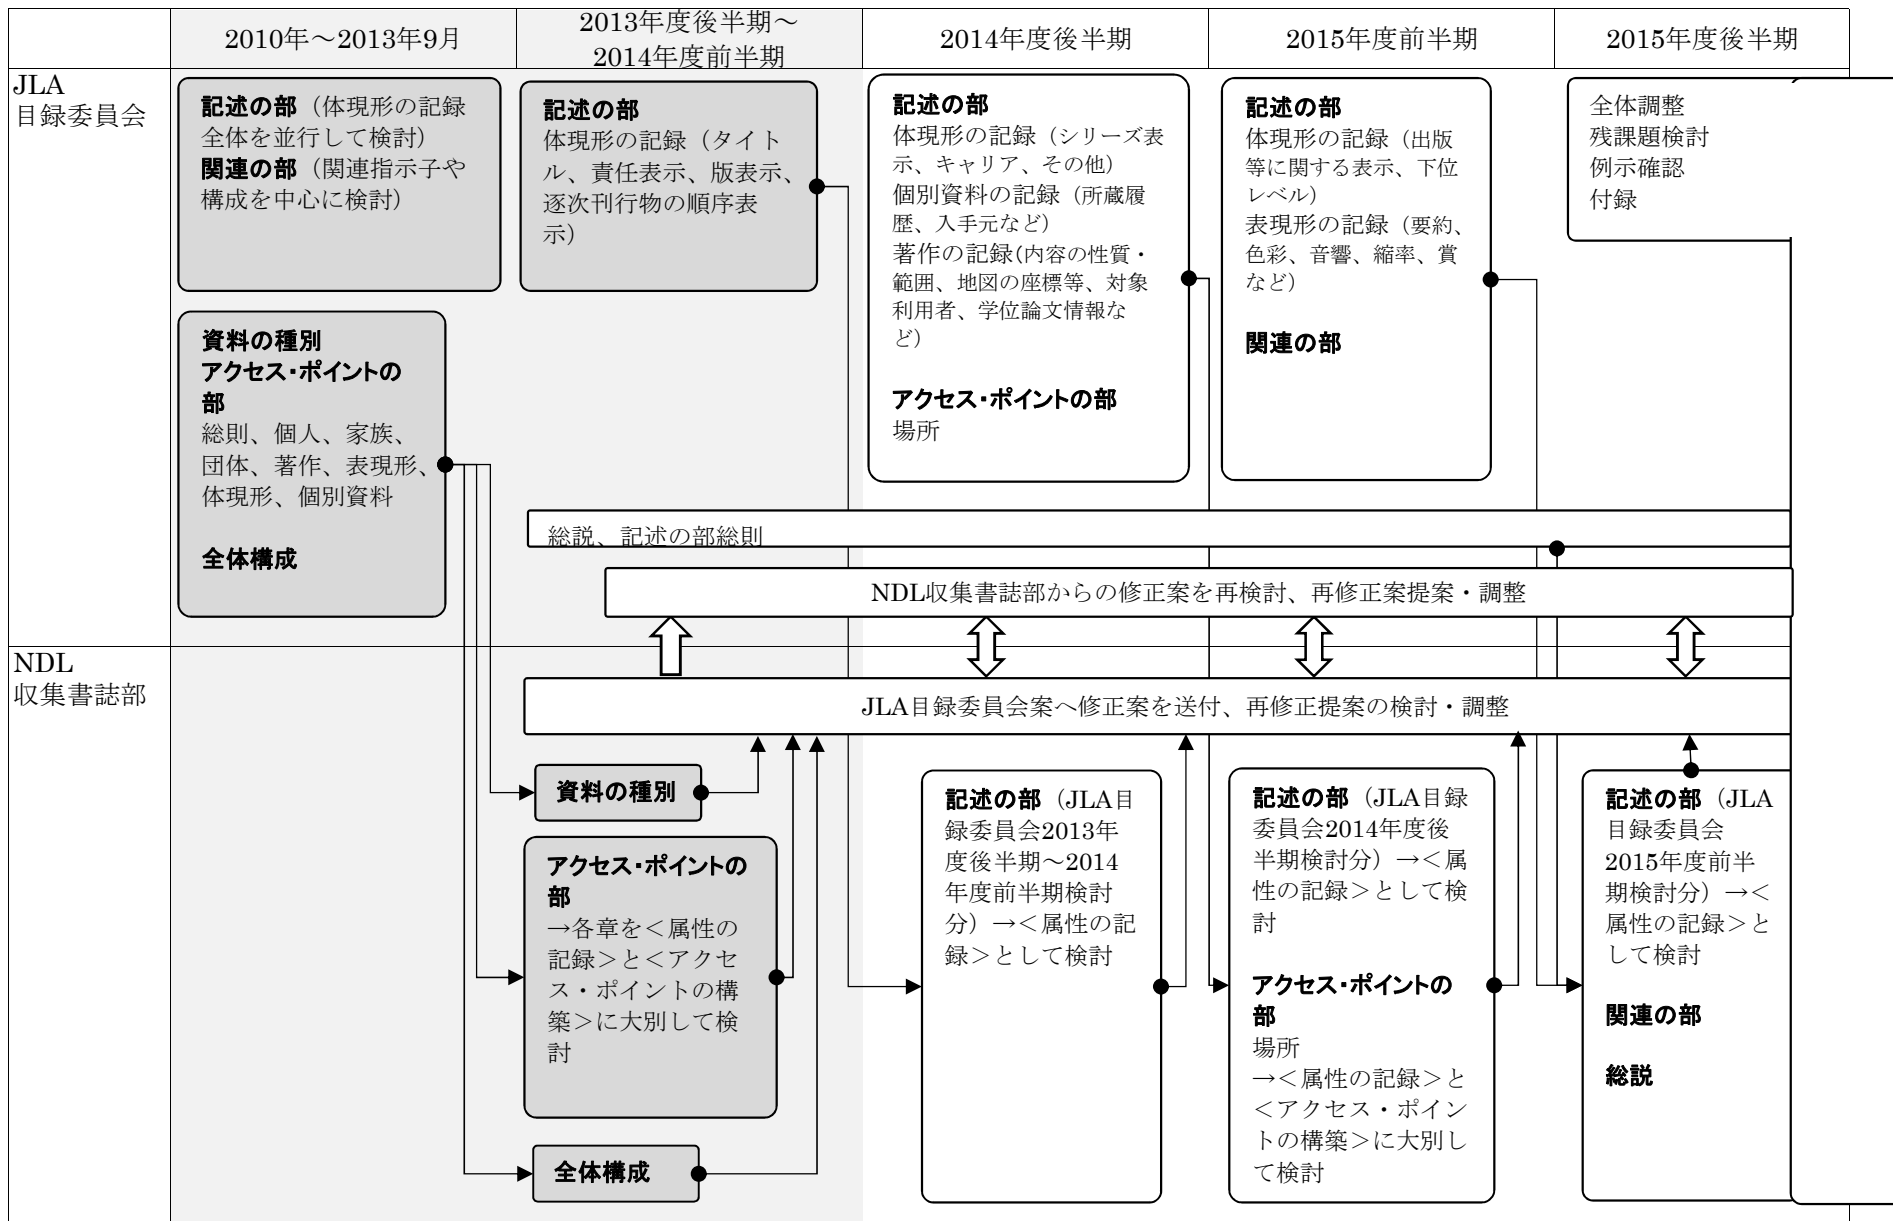 2010年～2013年9月
2013年度後半期～
2014年度前半期
2014年度後半期
2015年度前半期
2015年度後半期
JLA
目録委員会
記述の部（体現形の記録
全体を並行して検討）
関連の部（関連指示子や
構成を中心に検討）
資料の種別
アクセス・ポイントの
部
総則、個人、家族、
団体、著作、表現形、
体現形、個別資料
全体構成
記述の部
体現形の記録（タイト
ル、責任表示、版表示、
逐次刊行物の順序表
示）
記述の部
体現形の記録（シリーズ表
示、キャリア、その他）
個別資料の記録（所蔵履
歴、入手元など）
著作の記録(内容の性質・
範囲、地図の座標等、対象
利用者、学位論文情報な
ど）
アクセス・ポイントの部
場所
記述の部
体現形の記録（出版
等に関する表示、下位
レベル）
表現形の記録（要約、
色彩、音響、縮率、賞
など）
関連の部
全体調整
残課題検討
例示確認
付録
総説、記述の部総則
NDL収集書誌部からの修正案を再検討、再修正案提案・調整
NDL
収集書誌部
JLA目録委員会案へ修正案を送付、再修正提案の検討・調整
資料の種別
アクセス・ポイントの
部
→各章を＜属性の
記録＞と＜アクセ
ス・ポイントの構
築＞に大別して検
討
全体構成
記述の部（JLA目
録委員会2013年
度後半期～2014
年度前半期検討
分）→＜属性の記
録＞として検討
記述の部（JLA目録
委員会2014年度後
半期検討分）→＜属
性の記録＞として検
討
アクセス・ポイントの
部
場所
→＜属性の記録＞と
＜アクセス・ポイン
トの構築＞に大別し
て検討
記述の部（JLA
目録委員会
2015年度前半
期検討分）→＜
属性の記録＞と
して検討
関連の部
総説